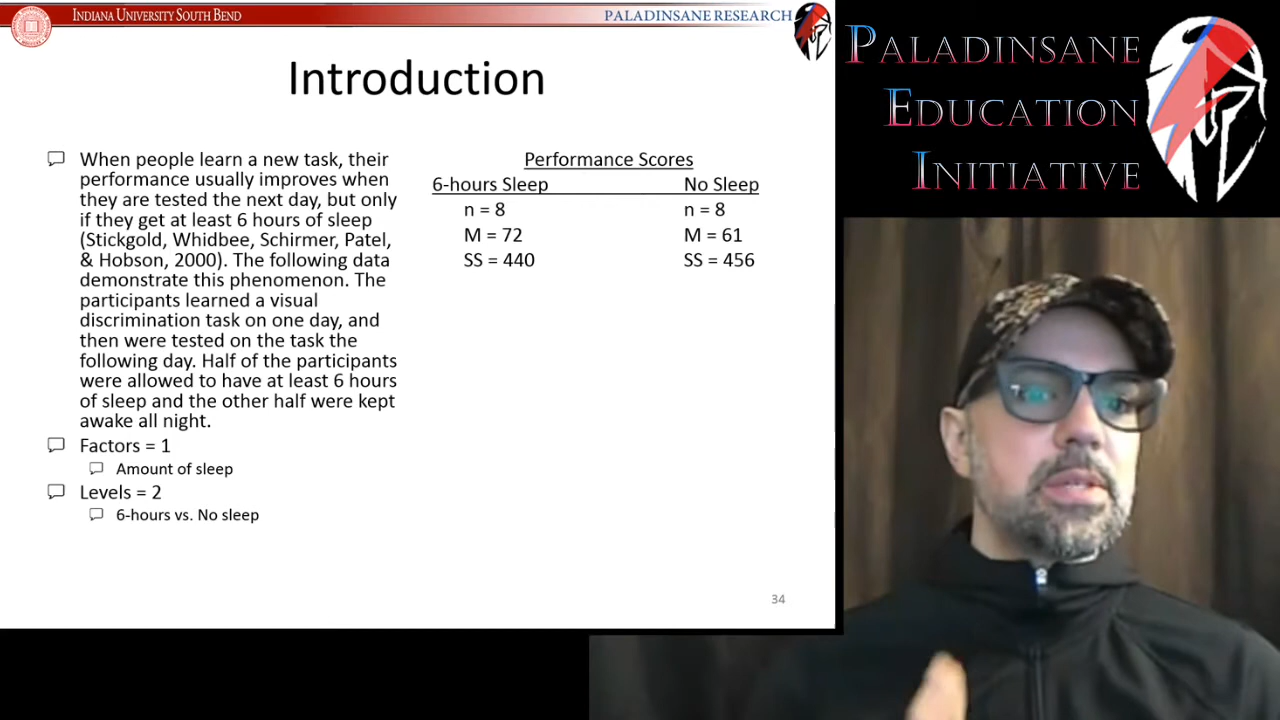 INDIANA UNIVERSITY SOUTH BEND
PALADINSANE RESEARCH
Introduction
When people learn a new task, their
performance usually improves when
they are tested the next day, but only
if they get at least 6 hours of sleep
(Stickgold, Whidbee, Schirmer, Patel,
& Hobson, 2000). The following data
demonstrate this phenomenon. The
participants learned a visual
discrimination task on one day, and
then were tested on the task the
following day. Half of the participants
were allowed to have at least 6 hours
of sleep and the other half were kept
awake all night.
Factors = 1
Amount of sleep
Levels = 2
6-hours vs. No sleep
Performance Scores
6-hours Sleep No Sleep
n = 8 n = 8
M = 72 M = 61
SS = 440 SS = 456
34
PALADINSANE
EDUCATION
INITIATIVE